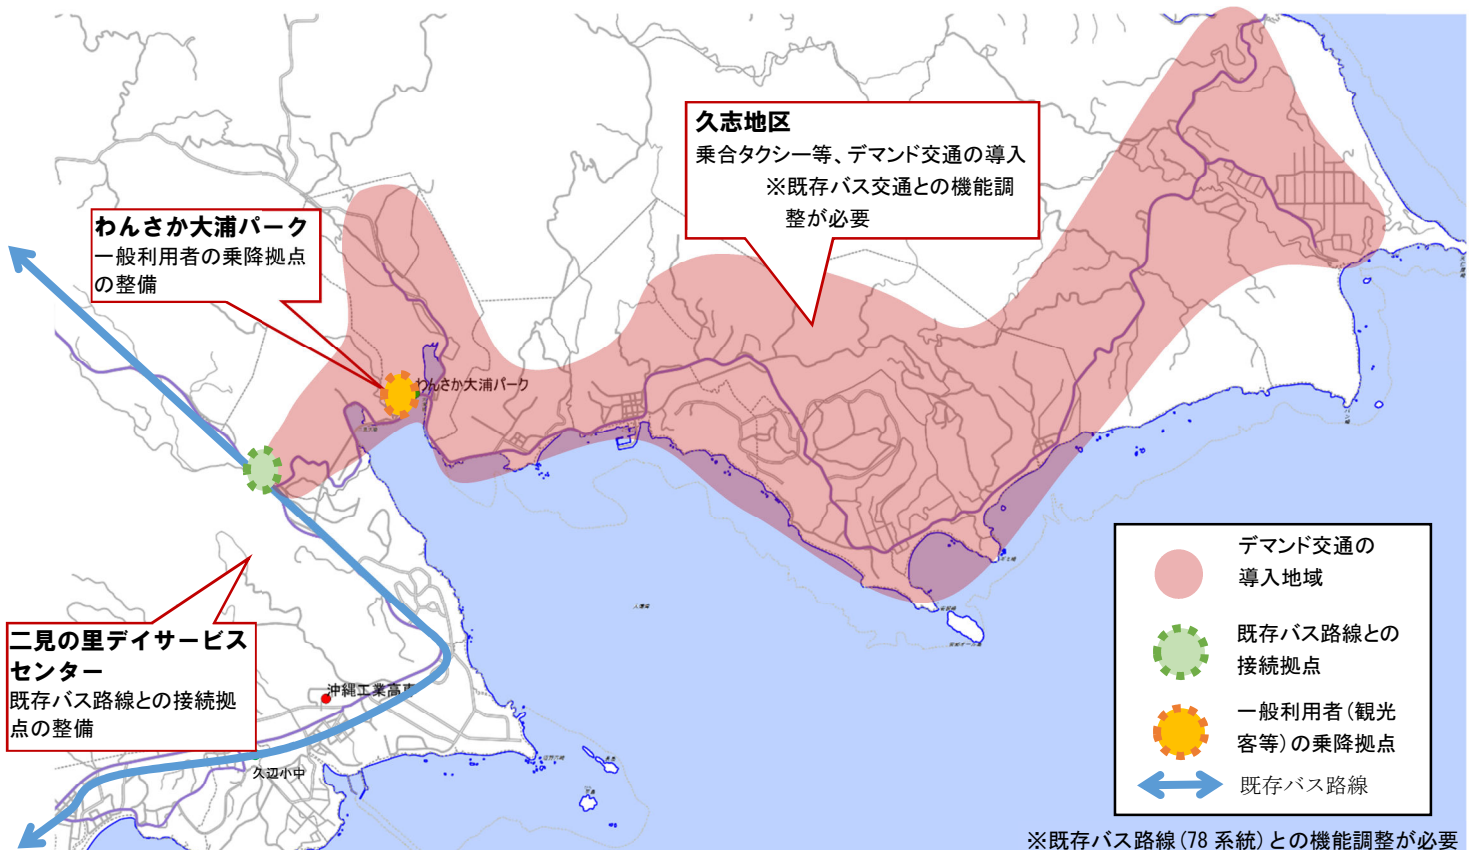 久志地区
乗合タクシー等、デマンド交通の導入
※既存バス交通との機能調
整が必要
わんさか大浦パーク
一般利用者の乗降拠点
の整備
わんさか大浦パーク
二見の里デイサービス
センター
既存バス路線との接続拠
点の整備
沖縄工業高専
久辺小中
デマンド交通の
導入地域
既存バス路線との
接続拠点
一般利用者（観光
客等）の乗降拠点
既存バス路線
※既存バス路線（78 系統）との機能調整が必要